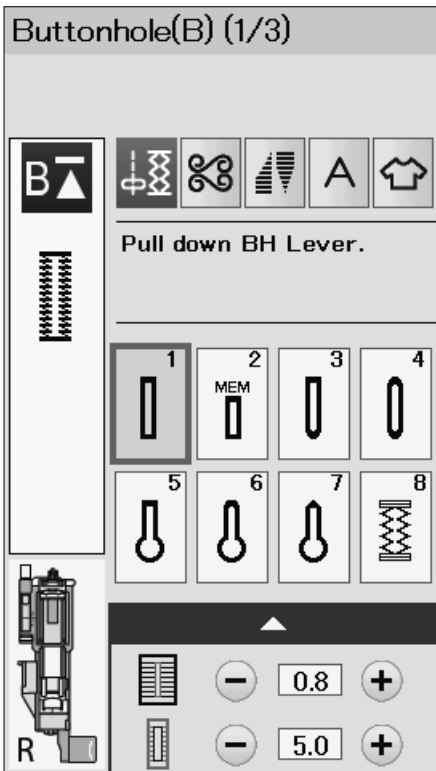 Buttonhole(B) (1/3)
B
A
Pull down BH Lever.
1 2 3 4
MEM
5 6 7 8
0.8
R
5.0